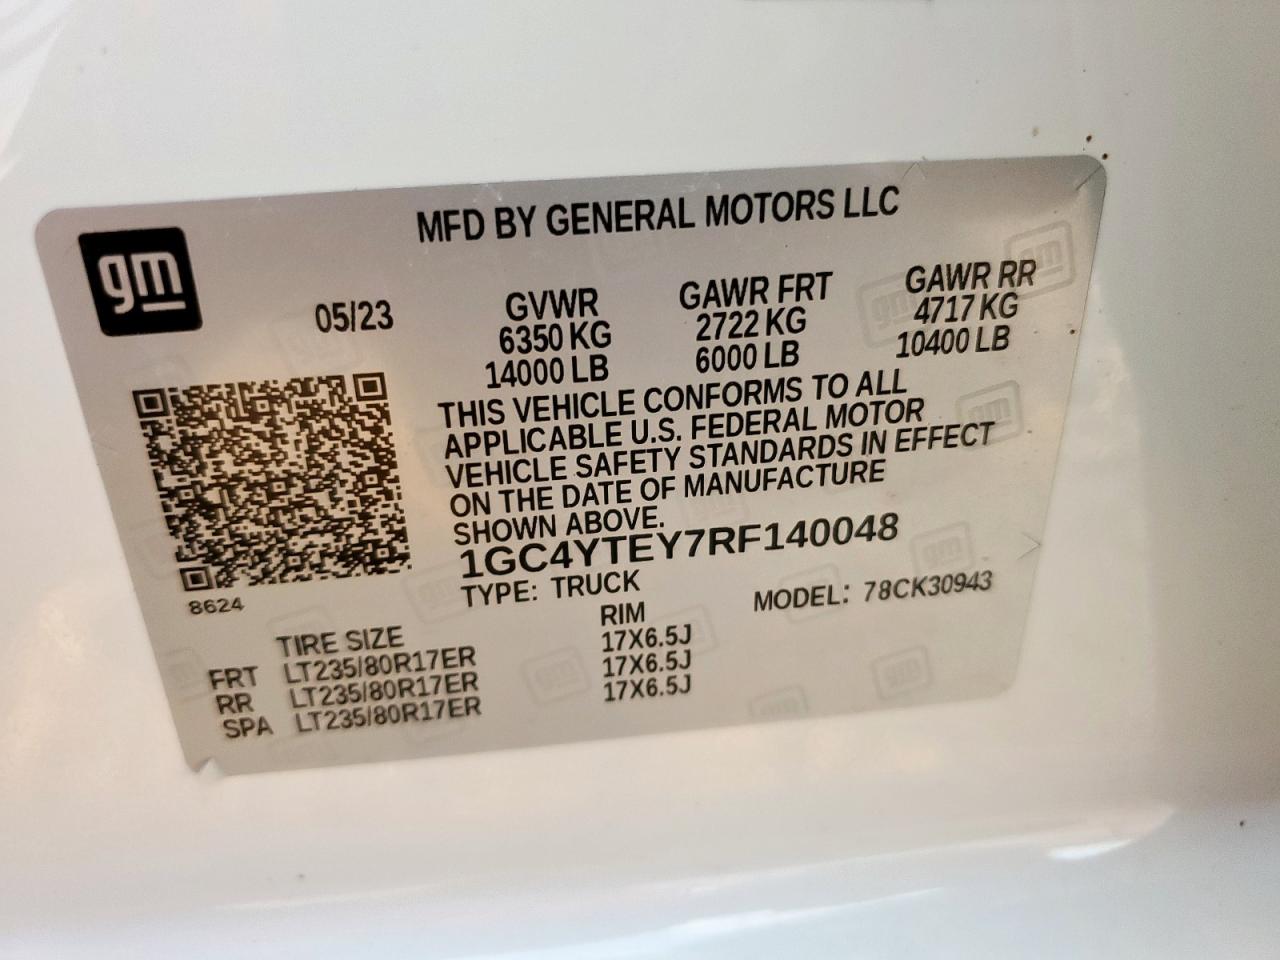 MFD BY GENERAL MOTORS LLC
gm
05/23 GVWR GAWR FRT GAWR RR
6350 KG 2722 KG 4717 KG
14000 LB 6000 LB 10400 LB
THIS VEHICLE CONFORMS TO ALL
APPLICABLE U.S. FEDERAL MOTOR
VEHICLE SAFETY STANDARDS IN EFFECT
ON THE DATE OF MANUFACTURE
SHOWN ABOVE.
1GC4YTEY7RF140048
8624
TYPE: TRUCK MODEL: 78CK30943
TIRE SIZE RIM
FRT LT235/80R17ER 17X6.5J
RR LT235/80R17ER 17X6.5J
SPA LT235/80R17ER 17X6.5J